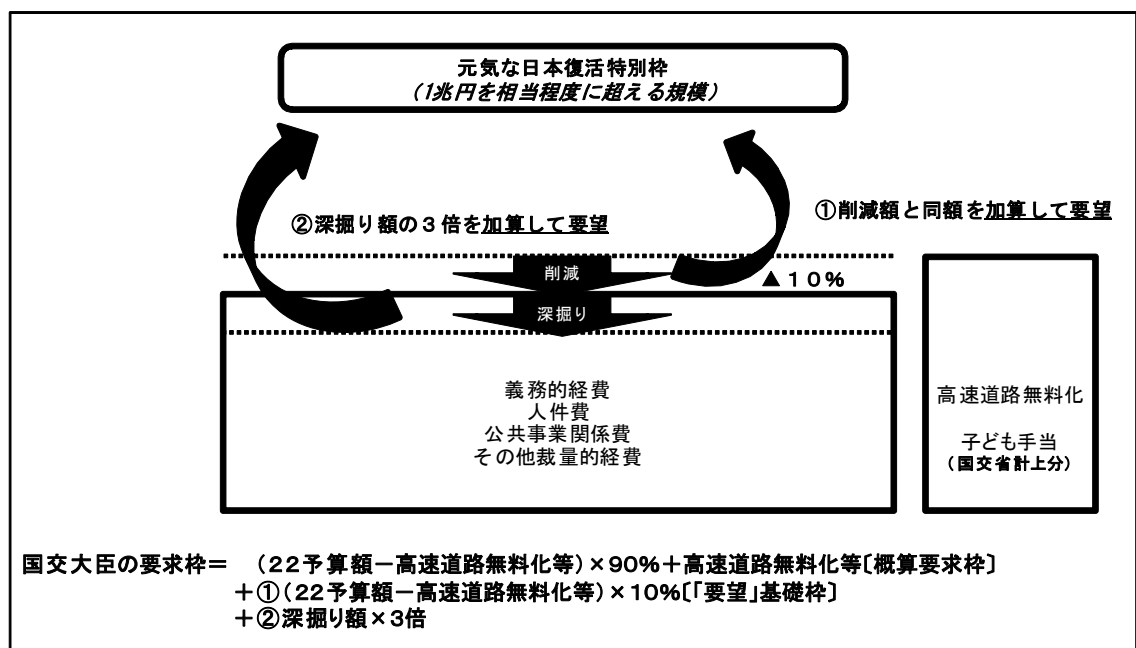 元気な日本復活特別枠
(1兆円を相当程度に超える規模)
②深掘り額の３倍を加算して要望
①削減額と同額を加算して要望
削減
▲１０％
深掘り
義務的経費
人件費
公共事業関係費
その他裁量的経費
高速道路無料化
子ども手当
(国交省計上分)
国交大臣の要求枠＝　（２２予算額－高速道路無料化等）×90％＋高速道路無料化等〔概算要求枠〕
＋①（２２予算額－高速道路無料化等）×10％〔「要望」基礎枠〕
＋②深掘り額×3倍